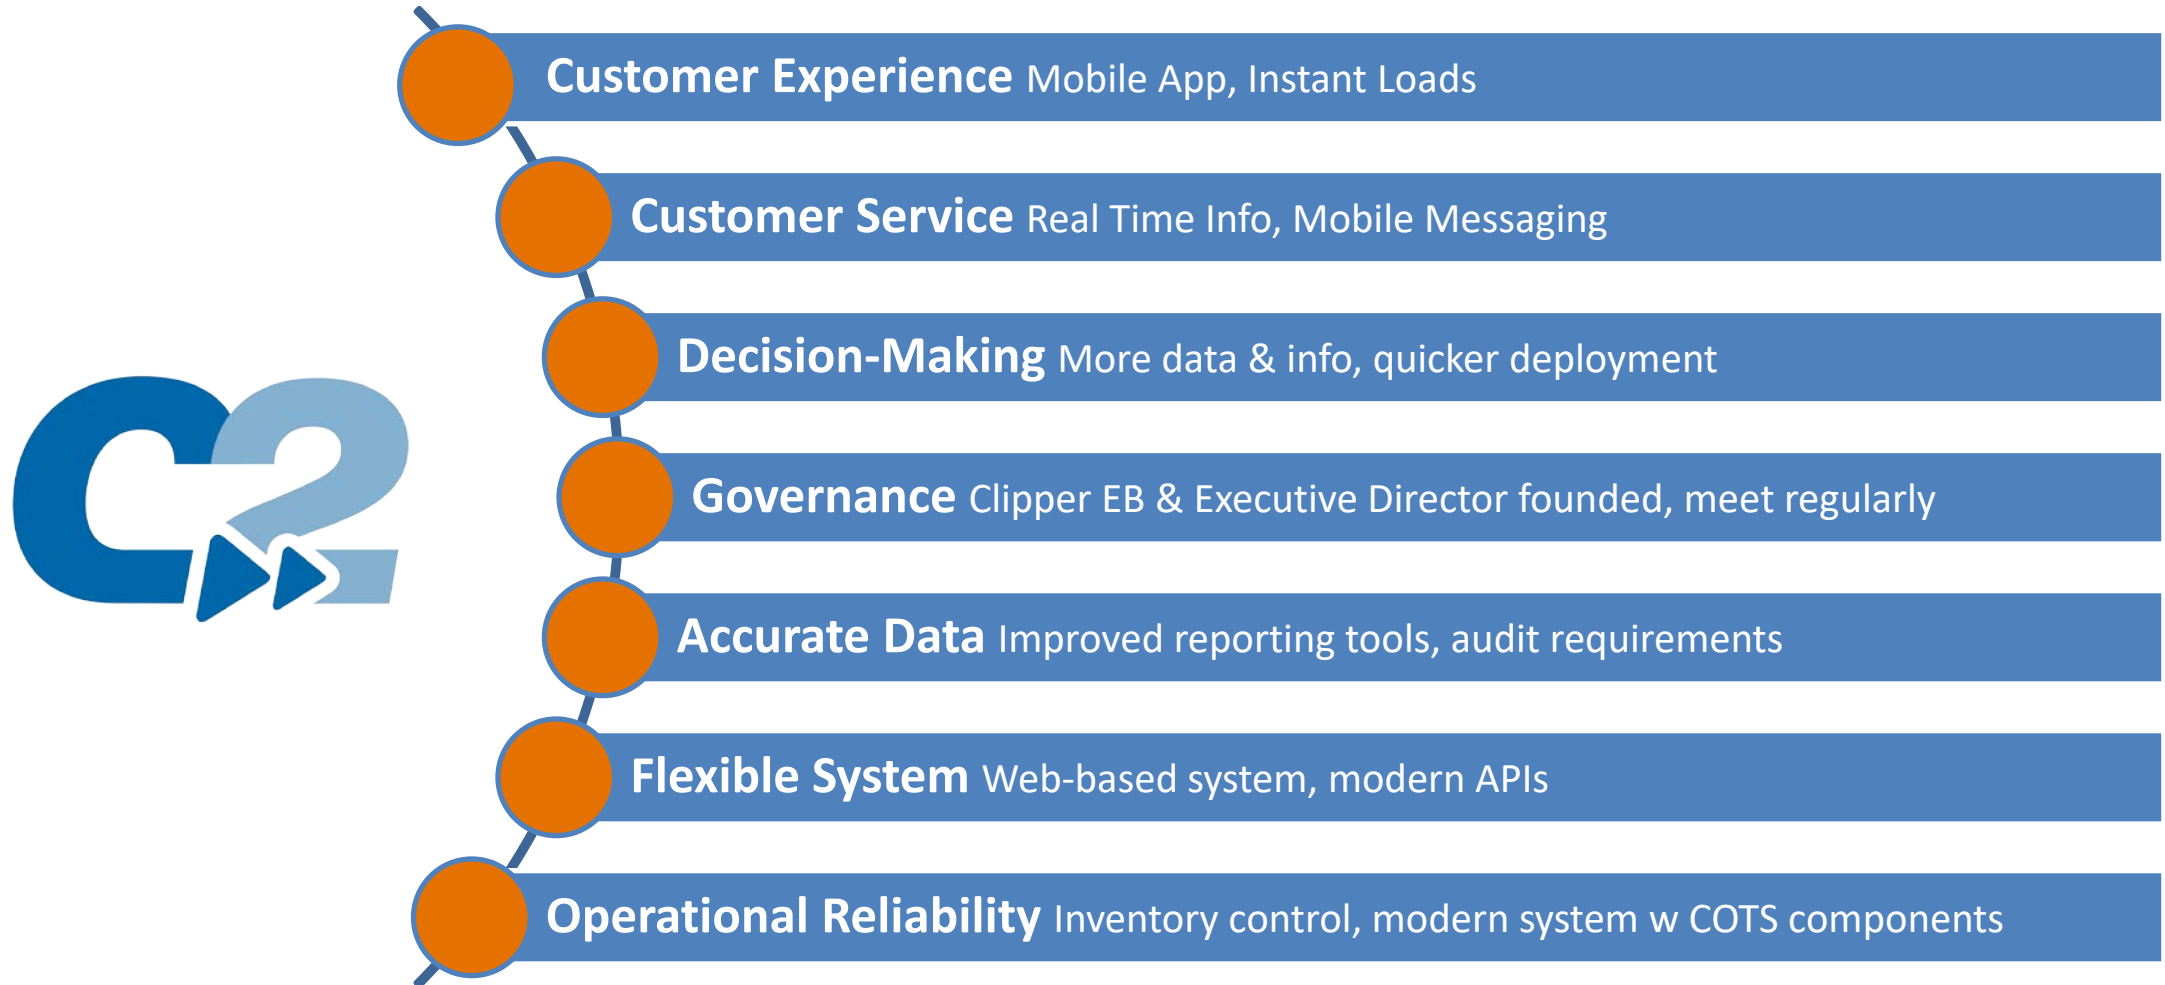 Customer Experience Mobile App, Instant Loads
Customer Service Real Time Info, Mobile Messaging
Decision-Making More data & info, quicker deployment
C2
Governance Clipper EB & Executive Director founded, meet regularly
Accurate Data Improved reporting tools, audit requirements
Flexible System Web-based system, modern APIs
Operational Reliability Inventory control, modern system w COTS components